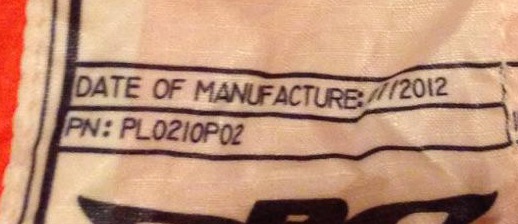 DATE OF MANUFACTURE: ///2012
PN: PL0210P02